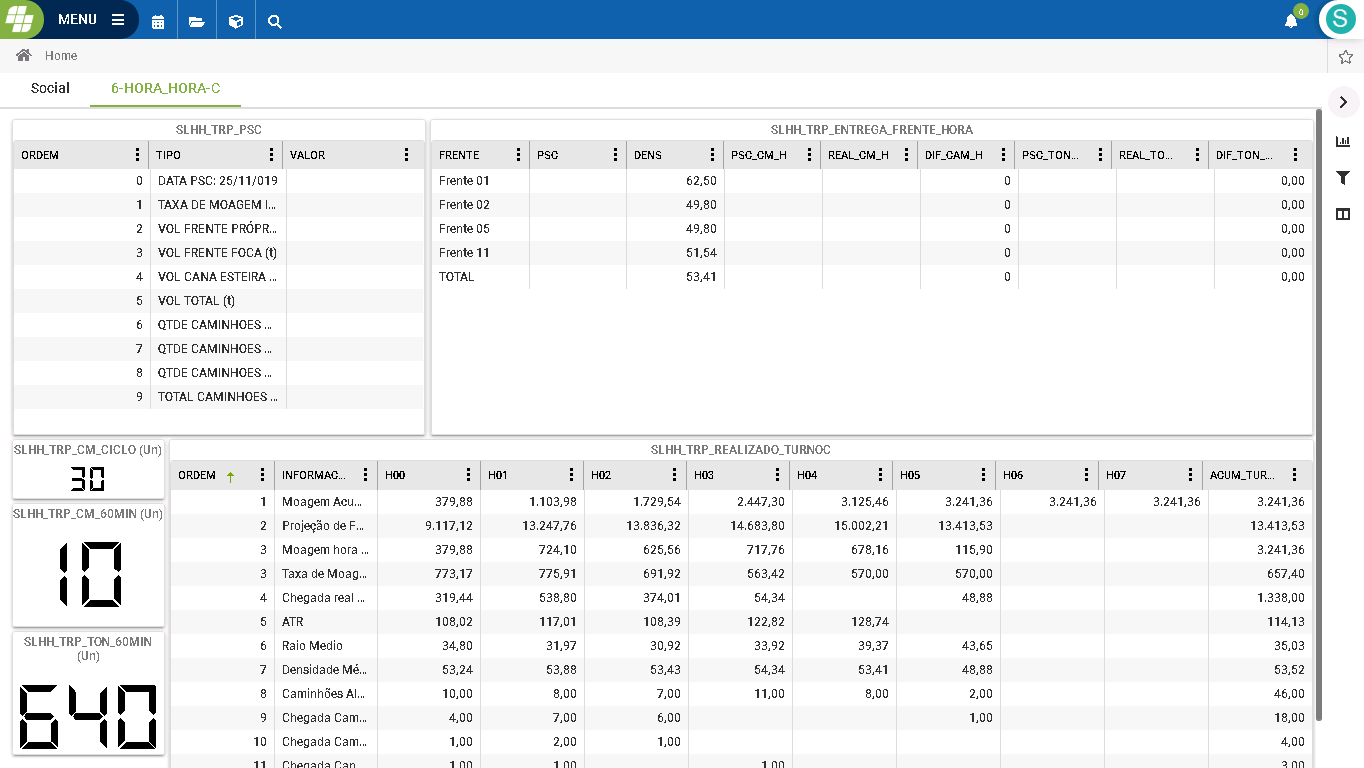 MENU
0
S
Home
Social 6-HORA_HORA-C
SLHH_TRP_PSC
ORDEM TIPO VALOR
0 DATA PSC: 25/11/019
1 TAXA DE MOAGEM I...
2 VOL FRENTE PRÓPR...
3 VOL FRENTE FOCA (t)
4 VOL CANA ESTEIRA ...
5 VOL TOTAL (t)
6 QTDE CAMINHOES ...
7 QTDE CAMINHOES ...
8 QTDE CAMINHOES ...
9 TOTAL CAMINHOES ...
SLHH_TRP_ENTREGA_FRENTE_HORA
FRENTE PSC DENS PSC_CM_H REAL_CM_H DIF_CAM_H PSC_TON... REAL_TO... DIF_TON_...
Frente 01 62,50 0 0,00
Frente 02 49,80 0 0,00
Frente 05 49,80 0 0,00
Frente 11 51,54 0 0,00
TOTAL 53,41 0 0,00
SLHH_TRP_CM_CICLO (Un)
30
SLHH_TRP_CM_60MIN (Un)
10
SLHH_TRP_TON_60MIN
(Un)
640
SLHH_TRP_REALIZADO_TURNOC
ORDEM INFORMAC... H00 H01 H02 H03 H04 H05 H06 H07 ACUM_TUR...
1 Moagem Acu... 379,88 1.103,98 1.729,54 2.447,30 3.125,46 3.241,36 3.241,36 3.241,36 3.241,36
2 Projeção de F... 9.117,12 13.247,76 13.836,32 14.683,80 15.002,21 13.413,53 13.413,53
3 Moagem hora ... 379,88 724,10 625,56 717,76 678,16 115,90 3.241,36
3 Taxa de Moag... 773,17 775,91 691,92 563,42 570,00 570,00 657,40
4 Chegada real ... 319,44 538,80 374,01 54,34 48,88 1.338,00
5 ATR 108,02 117,01 108,39 122,82 128,74 114,13
6 Raio Medio 34,80 31,97 30,92 33,92 39,37 43,65 35,03
7 Densidade Mé... 53,24 53,88 53,43 54,34 53,41 48,88 53,52
8 Caminhões Al... 10,00 8,00 7,00 11,00 8,00 2,00 46,00
9 Chegada Cam... 4,00 7,00 6,00 1,00 18,00
10 Chegada Cam... 1,00 2,00 1,00 4,00
11 Chegada Can... 1,00 1,00 1,00 3,00